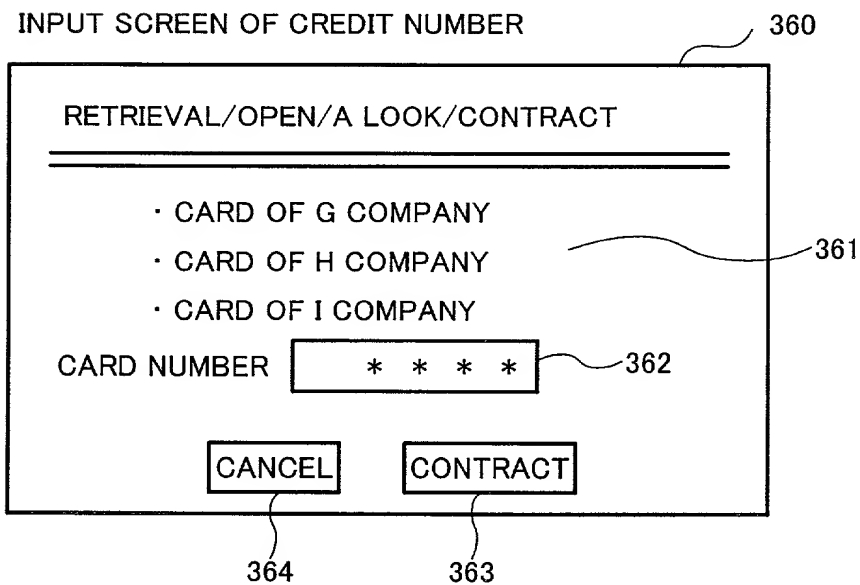 INPUT SCREEN OF CREDIT NUMBER 360
RETRIEVAL/OPEN/A LOOK/CONTRACT
· CARD OF G COMPANY
· CARD OF H COMPANY 361
· CARD OF I COMPANY
CARD NUMBER * * * * 362
CANCEL CONTRACT
364 363